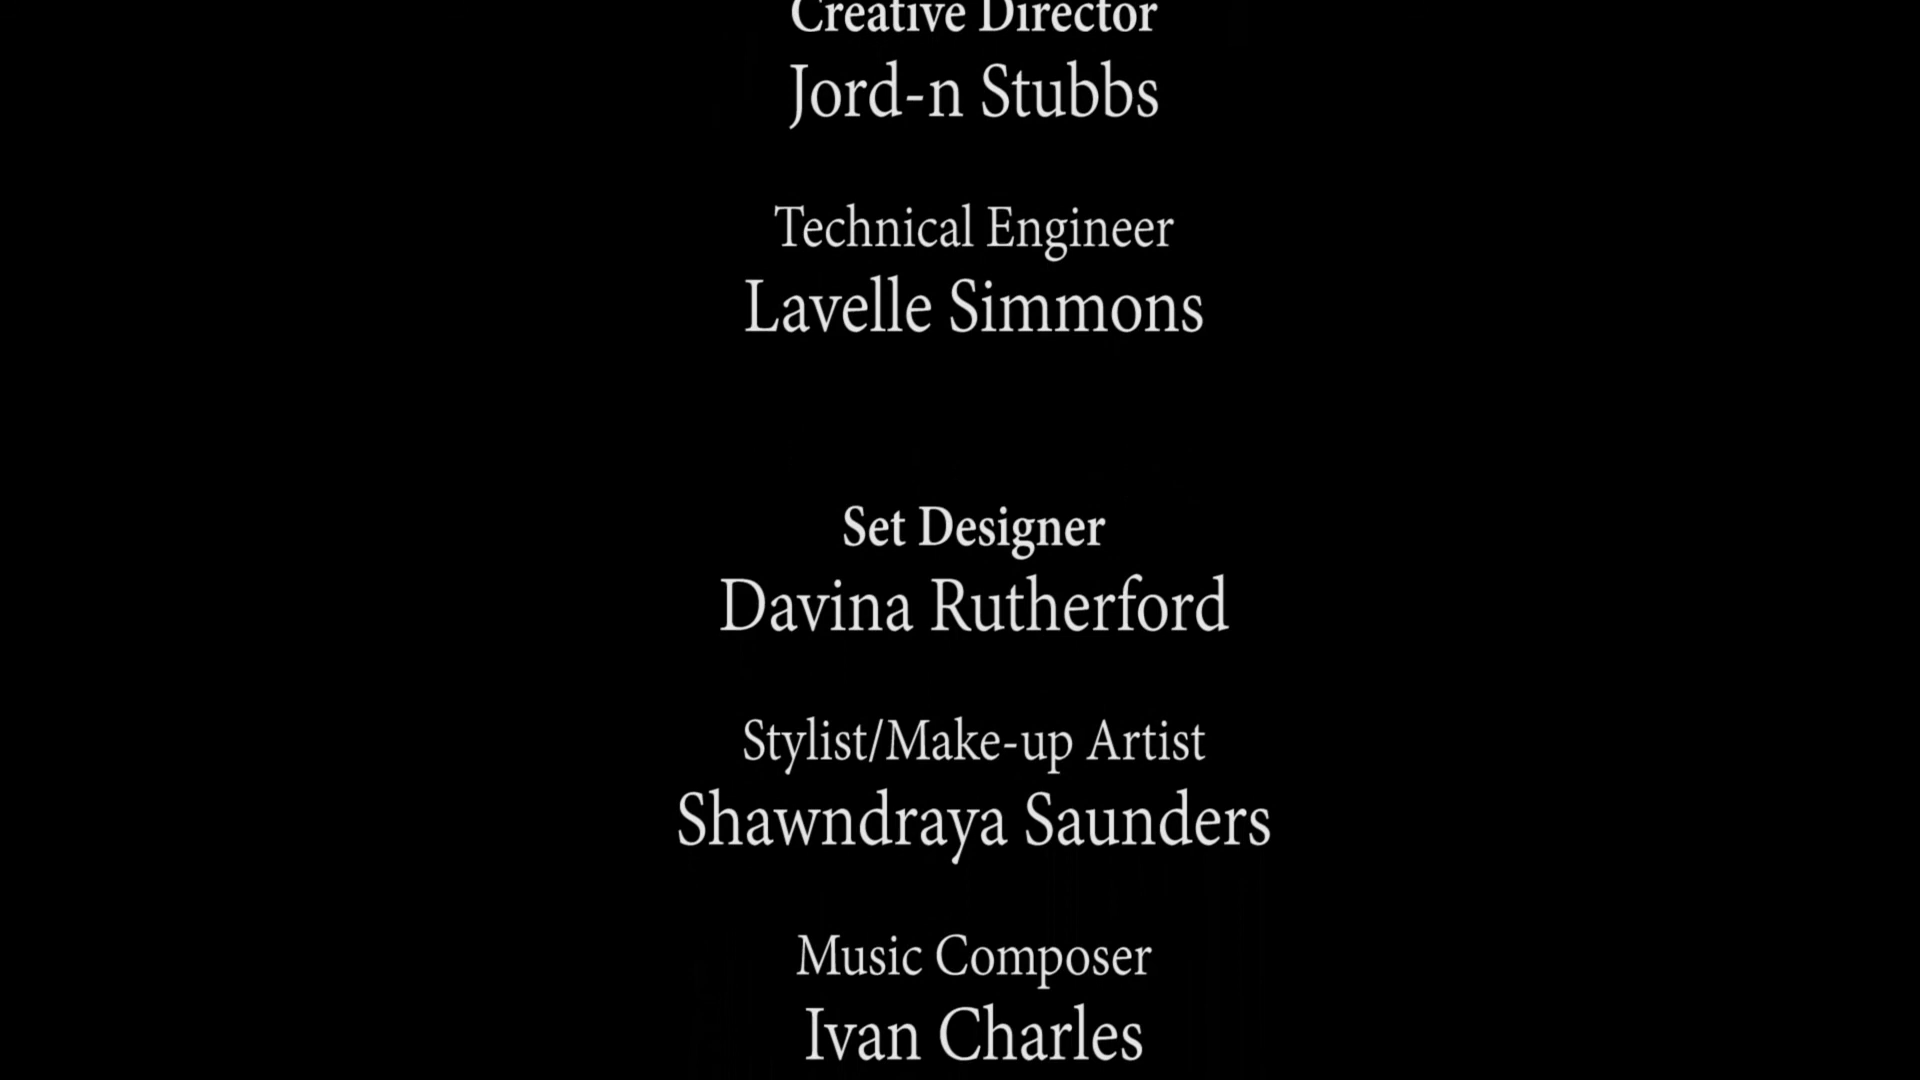 Creative Director
Jord-n Stubbs
Technical Engineer
Lavelle Simmons
Set Designer
Davina Rutherford
Stylist/Make-up Artist
Shawndraya Saunders
Music Composer
Ivan Charles